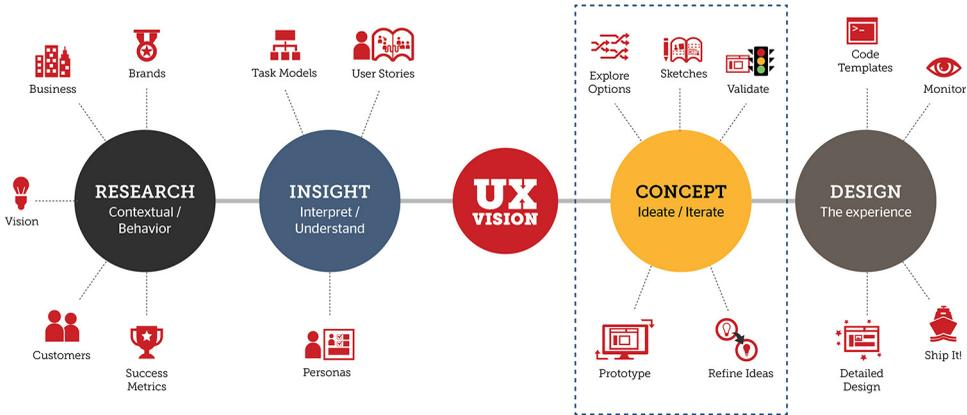 Business
Brands
Vision
RESEARCH
Contextual /
Behavior
Customers
Success
Metrics
Task Models
User Stories
INSIGHT
Interpret /
Understand
Personas
UX
VISION
Explore
Options
Sketches
Validate
CONCEPT
Ideate / Iterate
Prototype
Refine Ideas
Code
Templates
Monitor
DESIGN
The experience
Detailed
Design
Ship It!